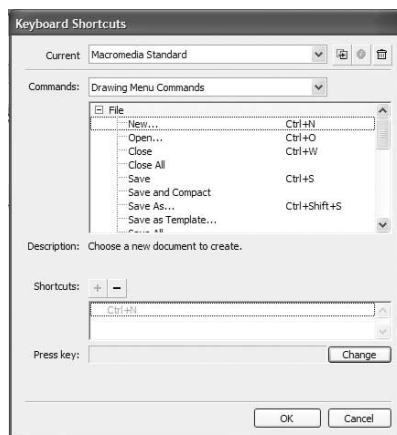 Keyboard Shortcuts
Current Macromedia Standard
Commands: Drawing Menu Commands
File
New... Ctrl+N
Open... Ctrl+O
Close Ctrl+W
Close All
Save Ctrl+S
Save and Compact
Save As... Ctrl+Shift+S
Save as Template...
Save All
Description: Choose a new document to create.
Shortcuts: + −
Ctrl+N
Press key: Change
OK Cancel